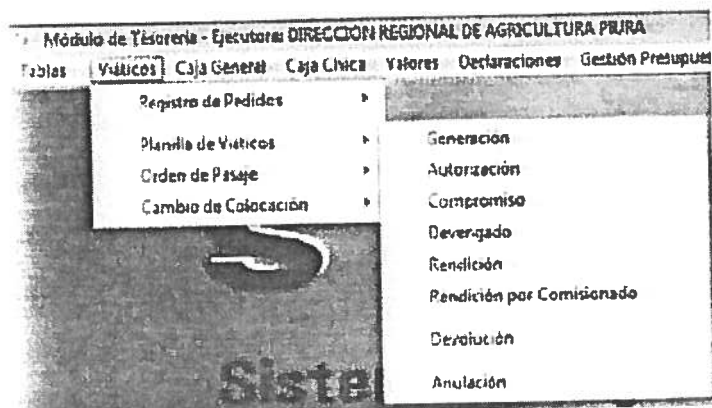 Módulo de Tesorería - Ejecutora: DIRECCION REGIONAL DE AGRICULTURA PIURA
Tablas Viáticos Caja General Caja Chica Valores Declaraciones Gestión Presupues
Registro de Pedidos
Planilla de Viáticos
Orden de Pasaje
Cambio de Colocación
Generación
Autorización
Compromiso
Devengado
Rendición
Rendición por Comisionado
Devolución
Anulación
S
Siste